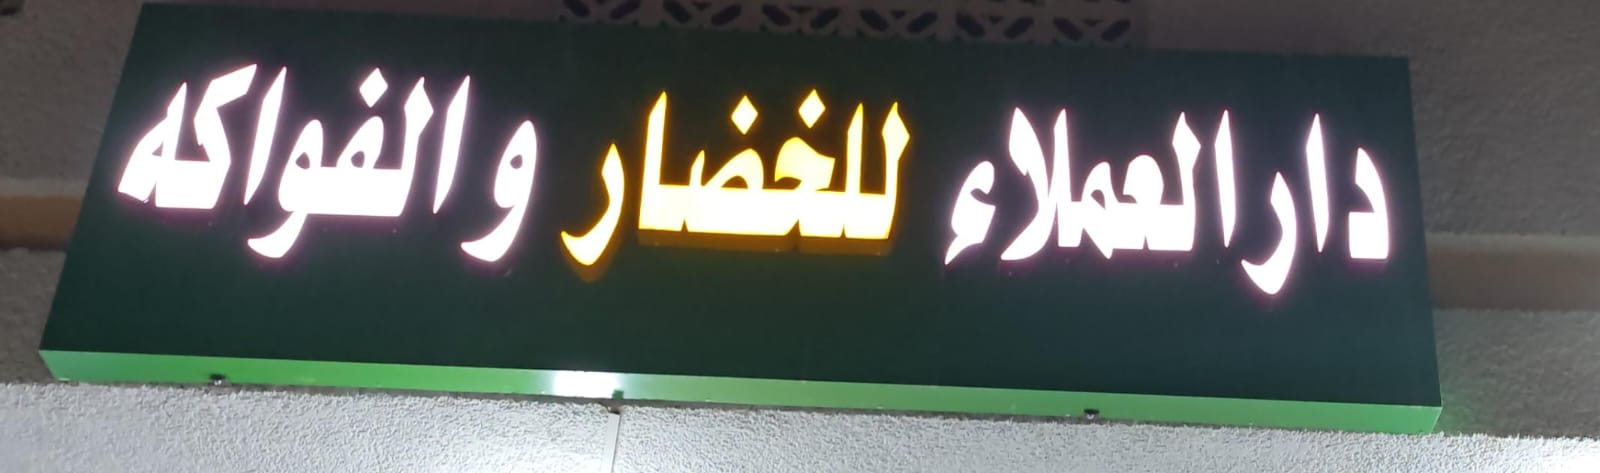 دار العملاء للخضار و الفواكه